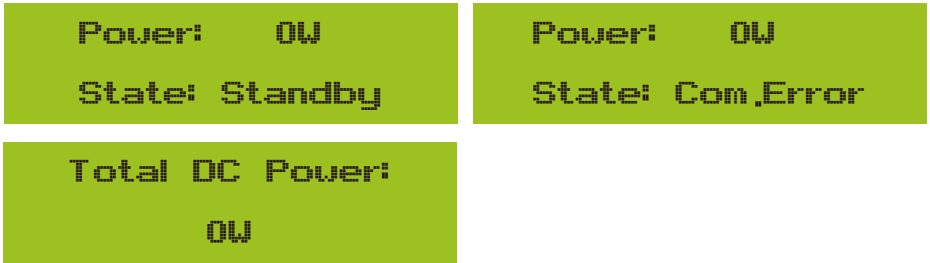 Power: 0W
State: Standby
Power: 0W
State: Com.Error
Total DC Power:
0W